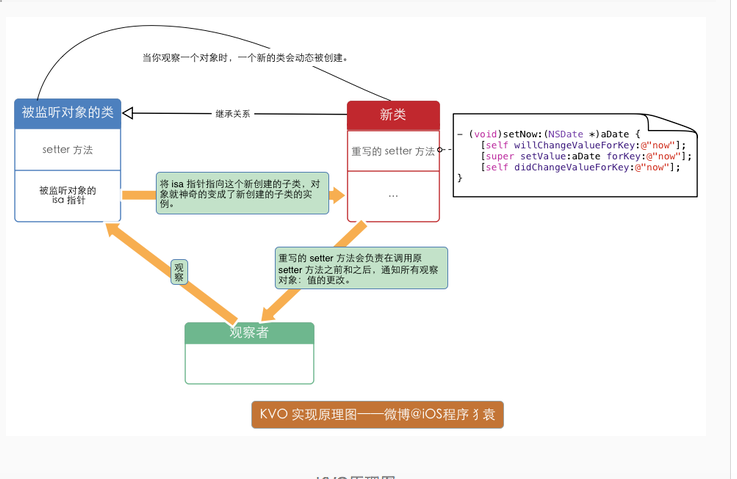 当你观察一个对象时，一个新的类会动态被创建。
被监听对象的类
继承关系
新类
setter 方法
重写的 setter 方法
- (void)setNow:(NSDate *)aDate {
[self willChangeValueForKey:@"now"];
[super setValue:aDate forKey:@"now"];
[self didChangeValueForKey:@"now"];
}
被监听对象的
isa 指针
将 isa 指针指向这个新创建的子类，对
象就神奇的变成了新创建的子类的实
例。
...
观
察
重写的 setter 方法会负责在调用原
setter 方法之前和之后，通知所有观察
对象：值的更改。
观察者
KVO 实现原理图——微博@iOS程序犭袁